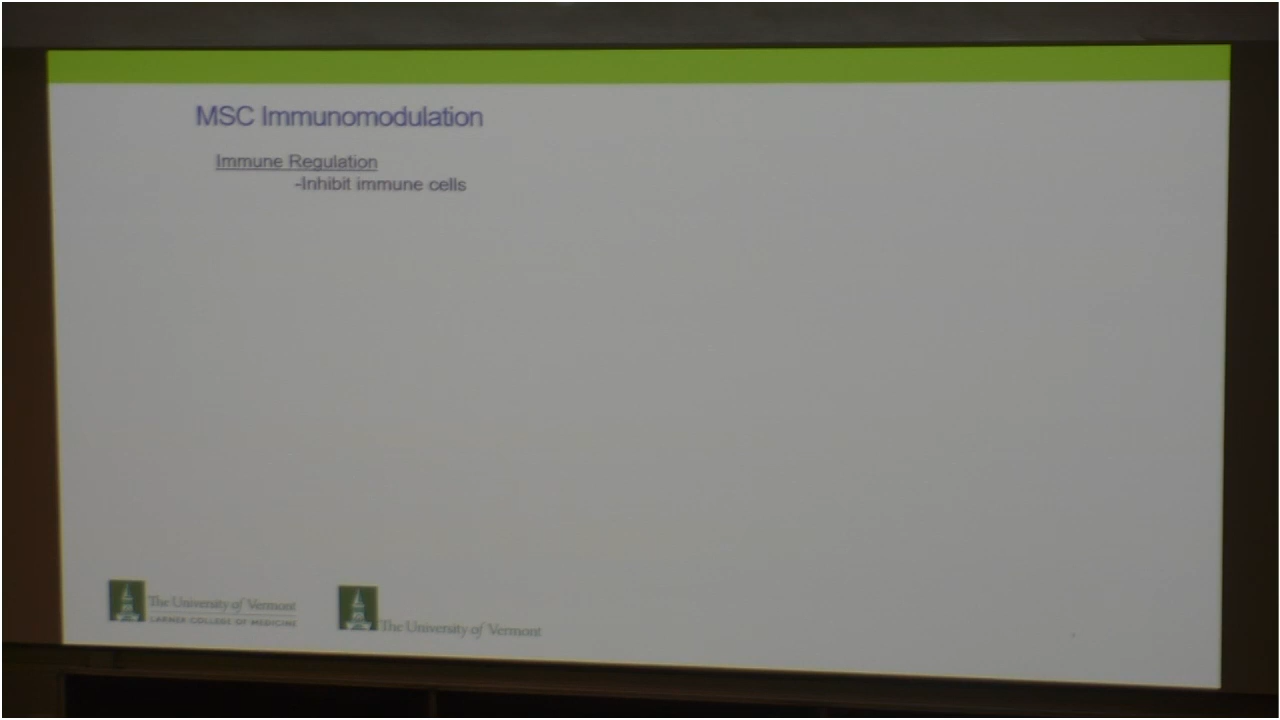 MSC Immunomodulation
Immune Regulation
-Inhibit immune cells
The University of Vermont
LARNER COLLEGE OF MEDICINE
The University of Vermont